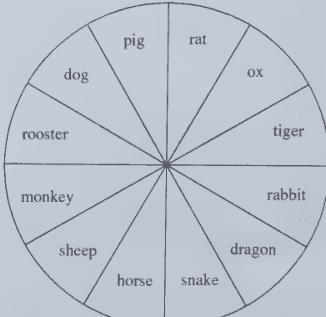 pig
rat
dog
ox
rooster
tiger
monkey
rabbit
sheep
dragon
horse
snake